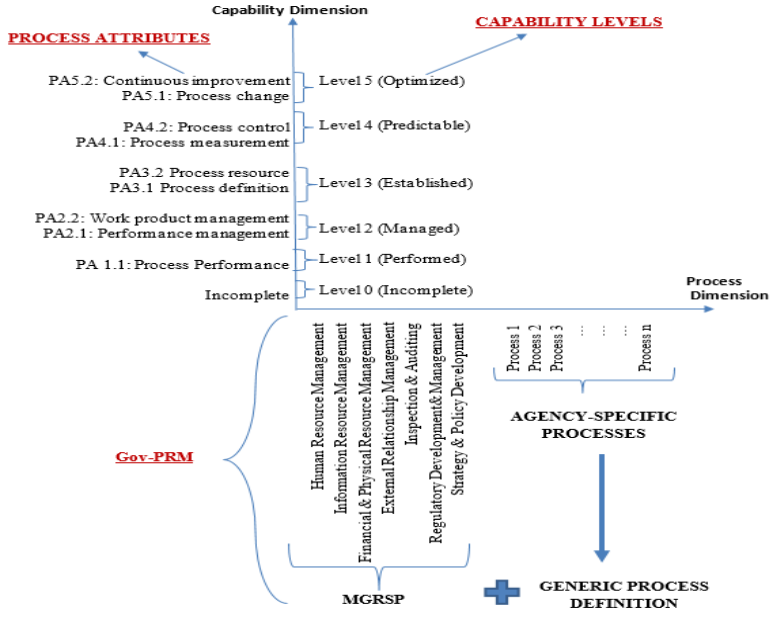 Capability Dimension
PROCESS ATTRIBUTES
CAPABILITY LEVELS
PA5.2: Continuous improvement
PA5.1: Process change
Level 5 (Optimized)
PA4.2: Process control
PA4.1: Process measurement
Level 4 (Predictable)
PA3.2 Process resource
PA3.1 Process definition
Level 3 (Established)
PA2.2: Work product management
PA2.1: Performance management
Level 2 (Managed)
PA 1.1: Process Performance
Level 1 (Performed)
Incomplete
Level 0 (Incomplete)
Process
Dimension
Human Resource Management
Information Resource Management
Financial & Physical Resource Management
External Relationship Management
Inspection & Auditing
Regulatory Development& Management
Strategy & Policy Development
Process 1
Process 2
Process 3
...
...
...
Process n
AGENCY-SPECIFIC
PROCESSES
Gov-PRM
MGRSP
GENERIC PROCESS
DEFINITION